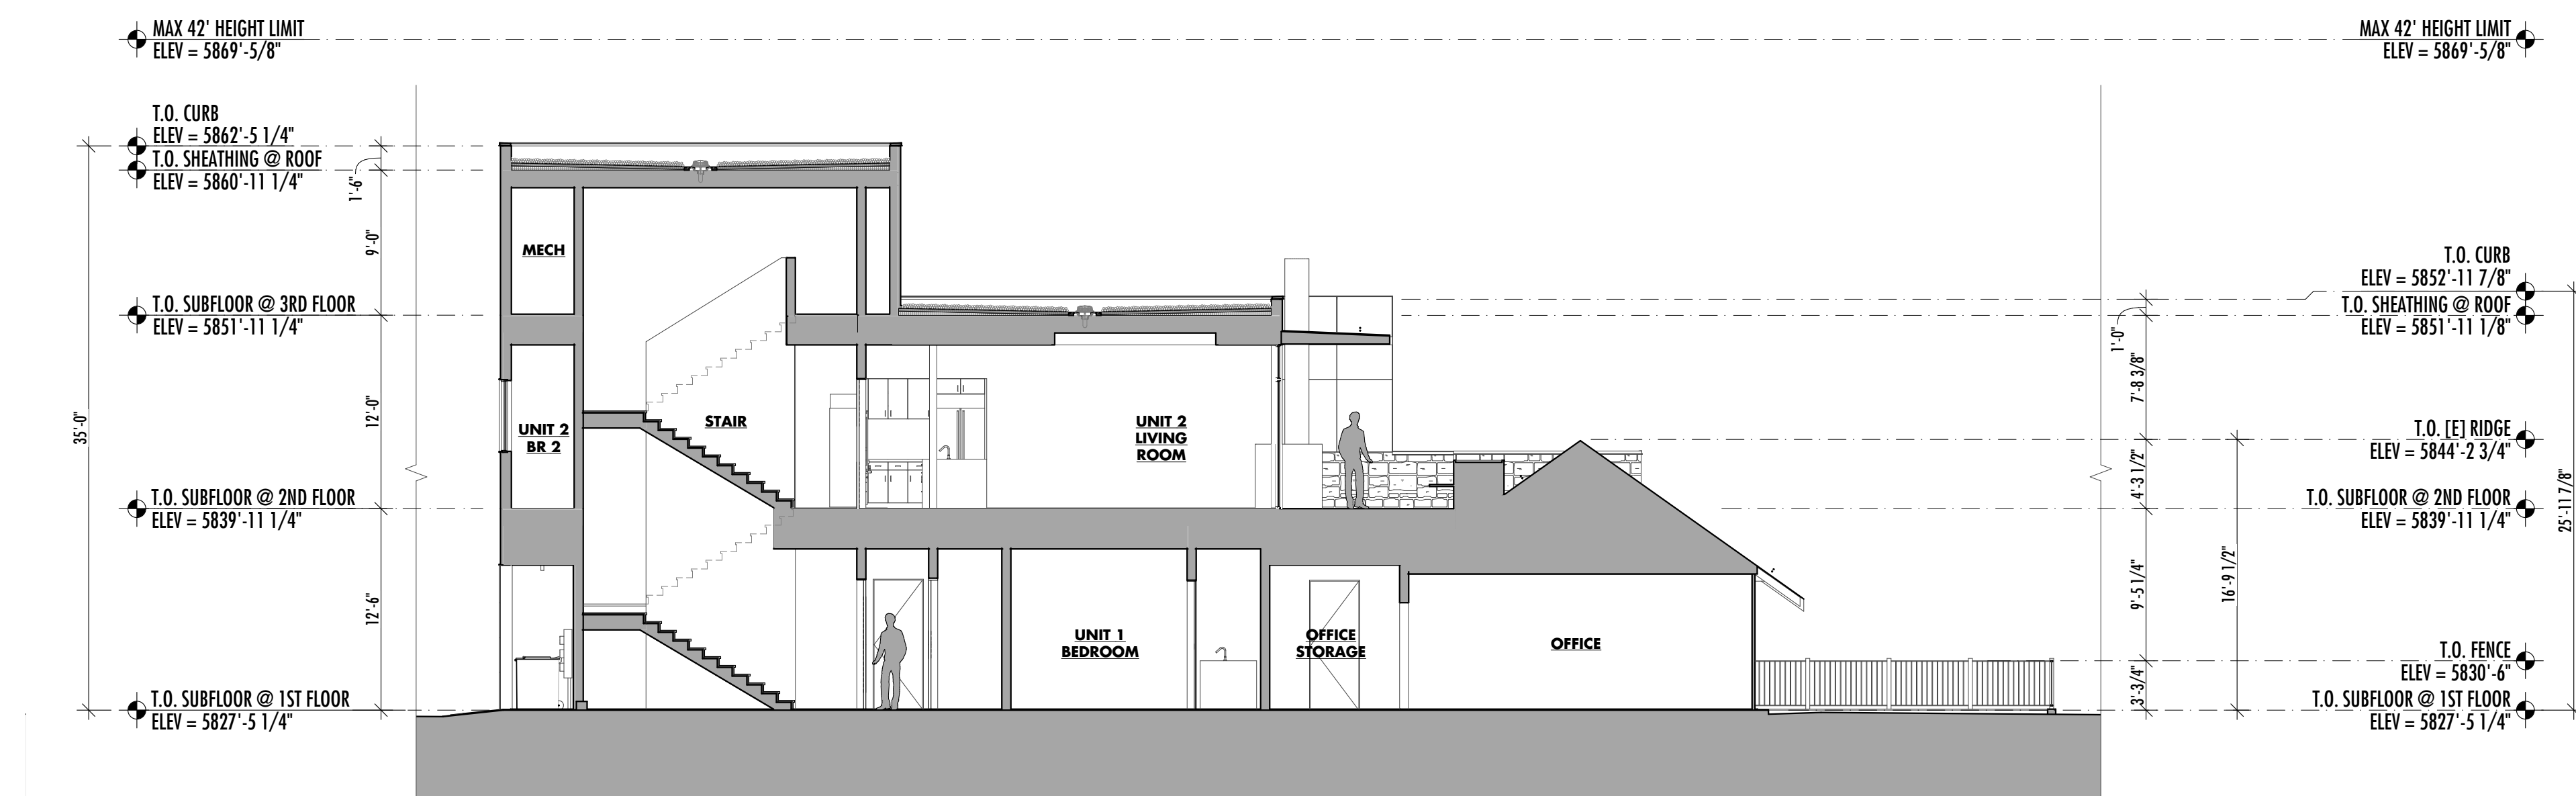 MAX 42' HEIGHT LIMIT
ELEV = 5869'-5/8"
MAX 42' HEIGHT LIMIT
ELEV = 5869'-5/8"
T.O. CURB
ELEV = 5862'-5 1/4"
T.O. SHEATHING @ ROOF
ELEV = 5860'-11 1/4"
1'-6"
9'-0"
T.O. SUBFLOOR @ 3RD FLOOR
ELEV = 5851'-11 1/4"
12'-0"
35'-0"
T.O. SUBFLOOR @ 2ND FLOOR
ELEV = 5839'-11 1/4"
12'-6"
T.O. SUBFLOOR @ 1ST FLOOR
ELEV = 5827'-5 1/4"
MECH
STAIR
UNIT 2
BR 2
UNIT 2
LIVING
ROOM
UNIT 1
BEDROOM
OFFICE
STORAGE
OFFICE
T.O. CURB
ELEV = 5852'-11 7/8"
T.O. SHEATHING @ ROOF
ELEV = 5851'-11 1/8"
1'-0"
7'-8 3/8"
T.O. [E] RIDGE
ELEV = 5844'-2 3/4"
4'-3 1/2"
T.O. SUBFLOOR @ 2ND FLOOR
ELEV = 5839'-11 1/4"
25'-11 7/8"
9'-5 1/4"
16'-9 1/2"
T.O. FENCE
ELEV = 5830'-6"
3'-3/4"
T.O. SUBFLOOR @ 1ST FLOOR
ELEV = 5827'-5 1/4"